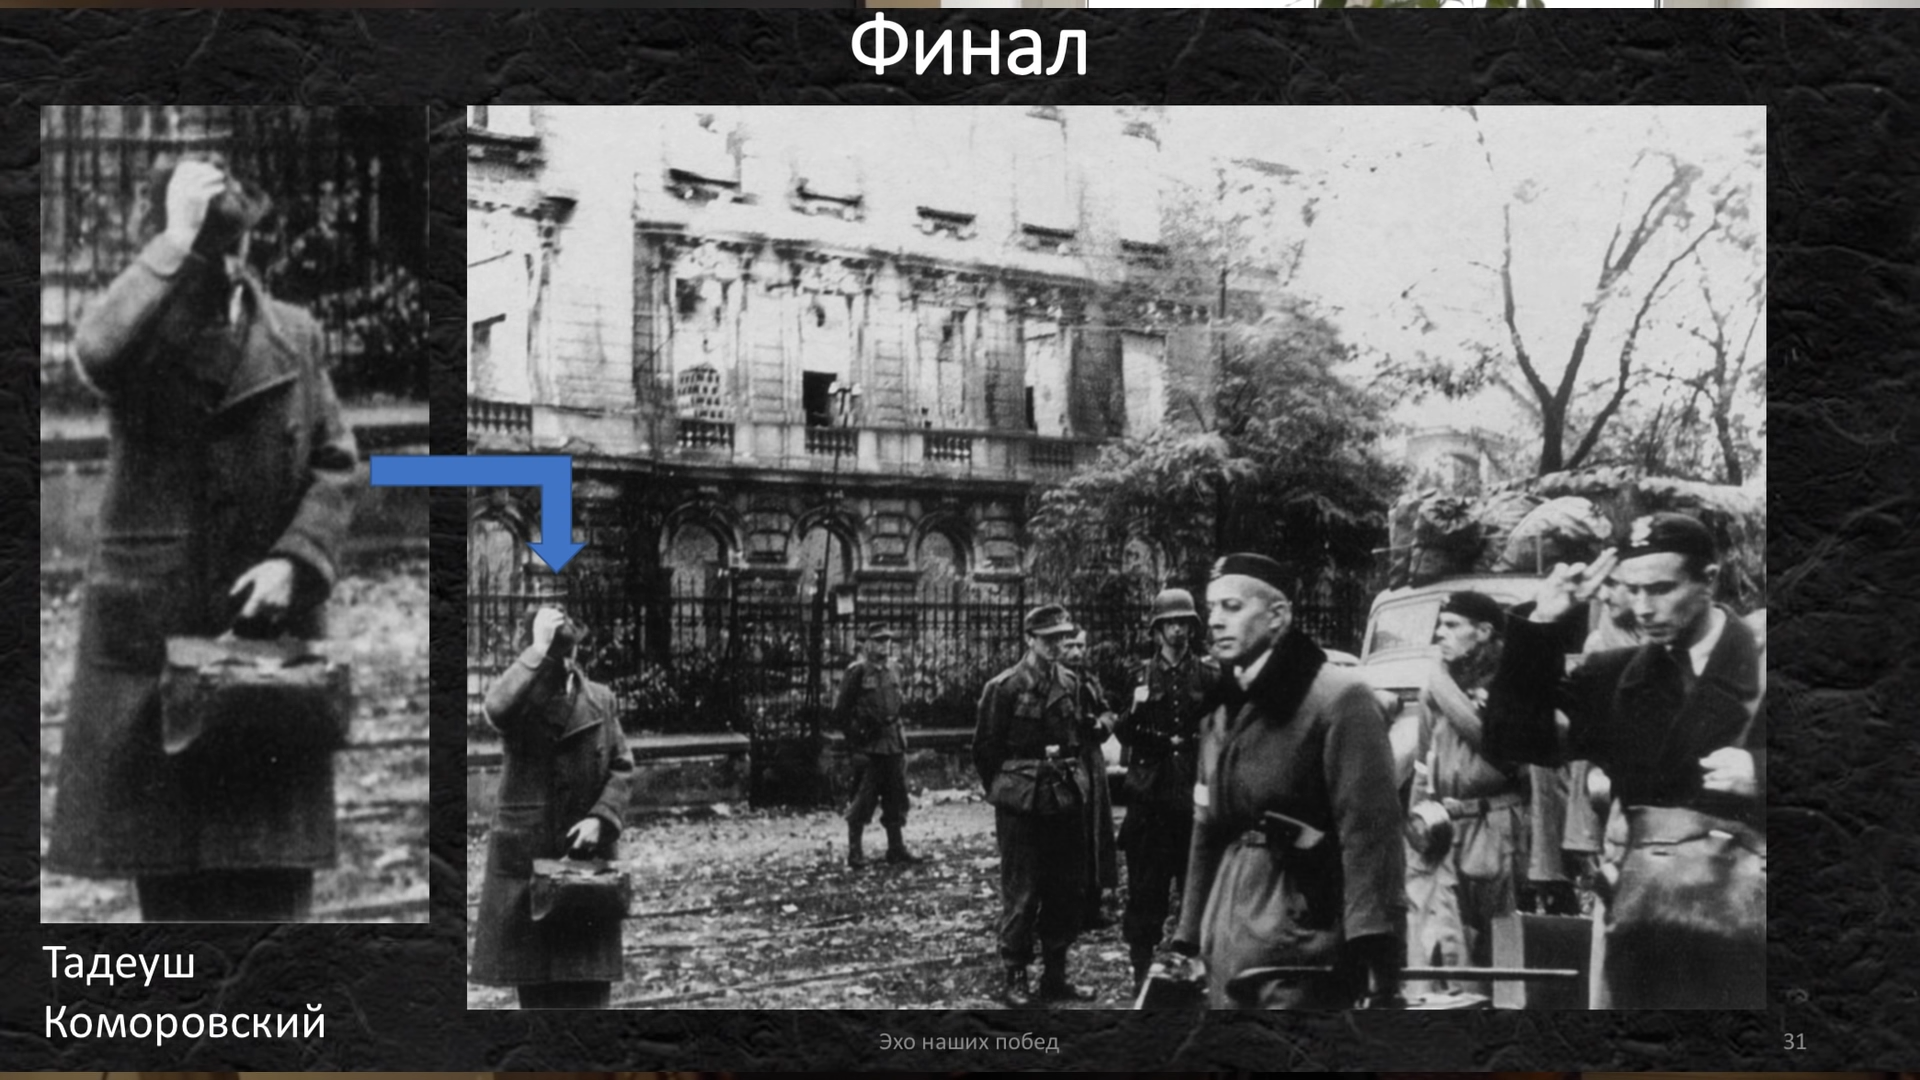 Финал
Тадеуш
Коморовский
Эхо наших побед
31